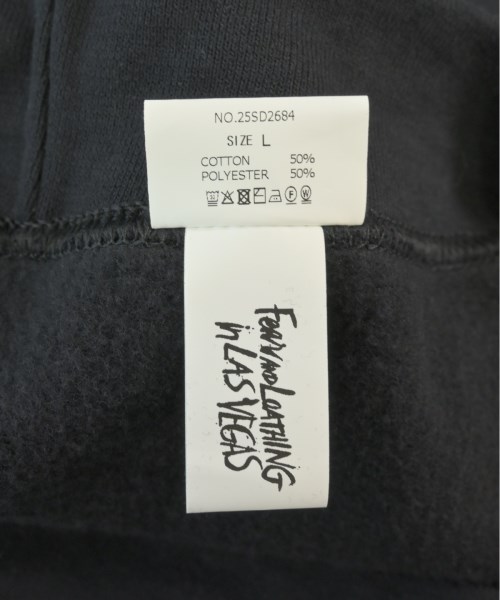 NO.25SD2684
SIZE L
COTTON 50%
POLYESTER 50%
F W
Fear and LOATHING
in LAS VEGAS